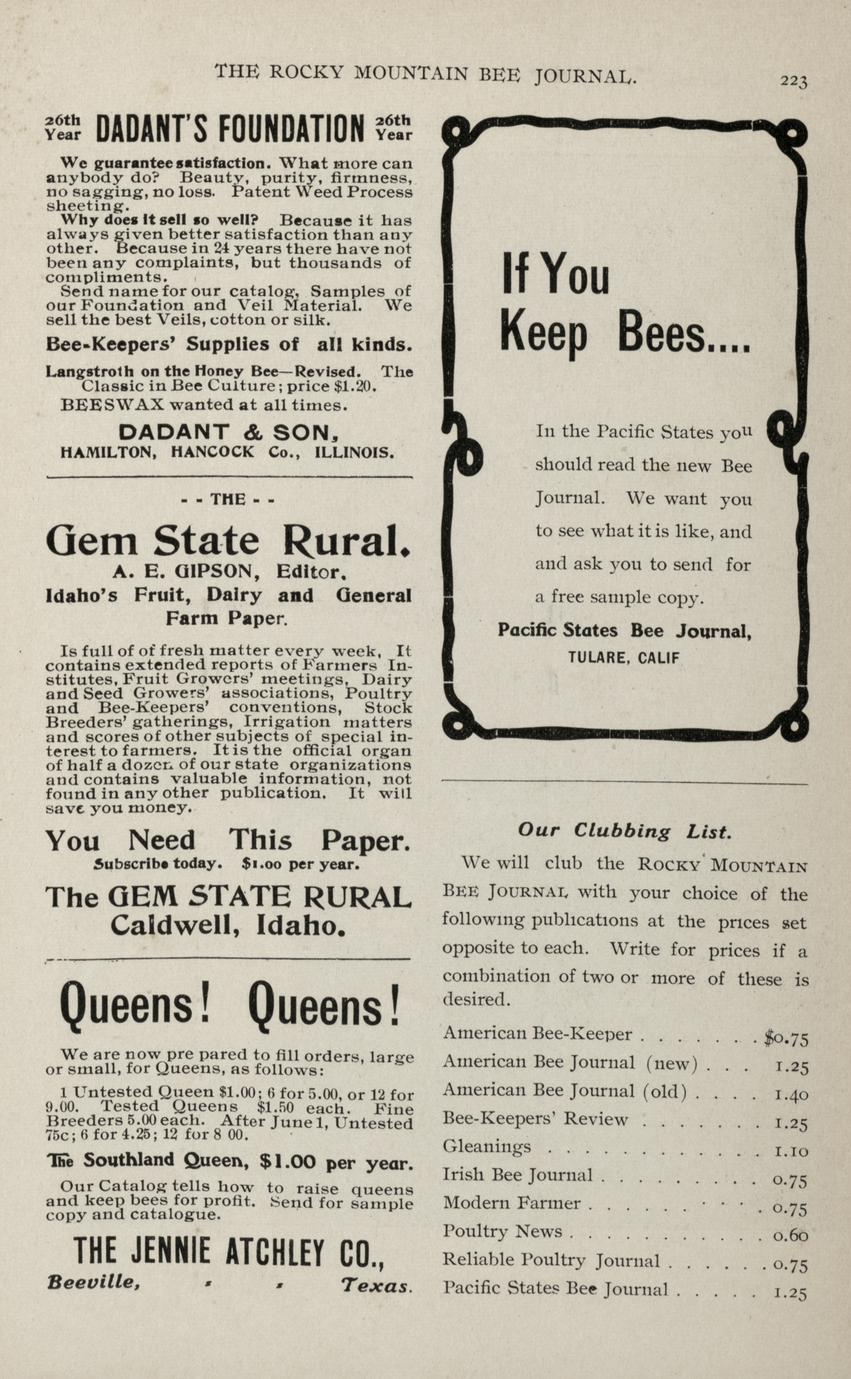 THE ROCKY MOUNTAIN BEE JOURNAL.
223
26th Year DADANT'S FOUNDATION 26th Year
We guarantee satisfaction. What more can
anybody do? Beauty, purity, firmness,
no sagging, no loss. Patent Weed Process
sheeting.
Why does it sell so well? Because it has
always given better satisfaction than any
other. Because in 24 years there have not
been any complaints, but thousands of
compliments.
Send name for our catalog, Samples of
our Foundation and Veil Material. We
sell the best Veils, cotton or silk.
Bee-Keepers' Supplies of all kinds.
Langstroth on the Honey Bee—Revised. The
Classic in Bee Culture; price $1.20.
BEESWAX wanted at all times.
DADANT & SON,
HAMILTON, HANCOCK Co., ILLINOIS.
- - THE - -
Gem State Rural.
A. E. GIPSON, Editor.
Idaho's Fruit, Dairy and General
Farm Paper.
Is full of of fresh matter every week, It
contains extended reports of Farmers In-
stitutes, Fruit Growers' meetings, Dairy
and Seed Growers' associations, Poultry
and Bee-Keepers' conventions, Stock
Breeders' gatherings, Irrigation matters
and scores of other subjects of special in-
terest to farmers. It is the official organ
of half a dozen of our state organizations
and contains valuable information, not
found in any other publication. It will
save you money.
You Need This Paper.
Subscribe today. $1.00 per year.
The GEM STATE RURAL
Caldwell, Idaho.
Queens! Queens!
We are now pre pared to fill orders, large
or small, for Queens, as follows:
1 Untested Queen $1.00; 6 for 5.00, or 12 for
9.00. Tested Queens $1.50 each. Fine
Breeders 5.00 each. After June 1, Untested
75c; 6 for 4.25; 12 for 8 00.
The Southland Queen, $1.00 per year.
Our Catalog tells how to raise queens
and keep bees for profit. Send for sample
copy and catalogue.
THE JENNIE ATCHLEY CO.,
Beeville, Texas.
If You
Keep Bees....
In the Pacific States you
should read the new Bee
Journal. We want you
to see what it is like, and
and ask you to send for
a free sample copy.
Pacific States Bee Journal,
TULARE, CALIF
Our Clubbing List.
We will club the ROCKY MOUNTAIN
BEE JOURNAL with your choice of the
following publications at the prices set
opposite to each. Write for prices if a
combination of two or more of these is
desired.
American Bee-Keeper . . . . . . . $0.75
American Bee Journal (new) . . . 1.25
American Bee Journal (old) . . . . 1.40
Bee-Keepers' Review . . . . . . . 1.25
Gleanings . . . . . . . . . . . . 1.10
Irish Bee Journal . . . . . . . . . 0.75
Modern Farmer . . . . . . . . . . 0.75
Poultry News . . . . . . . . . . . 0.60
Reliable Poultry Journal . . . . . . 0.75
Pacific States Bee Journal . . . . . 1.25